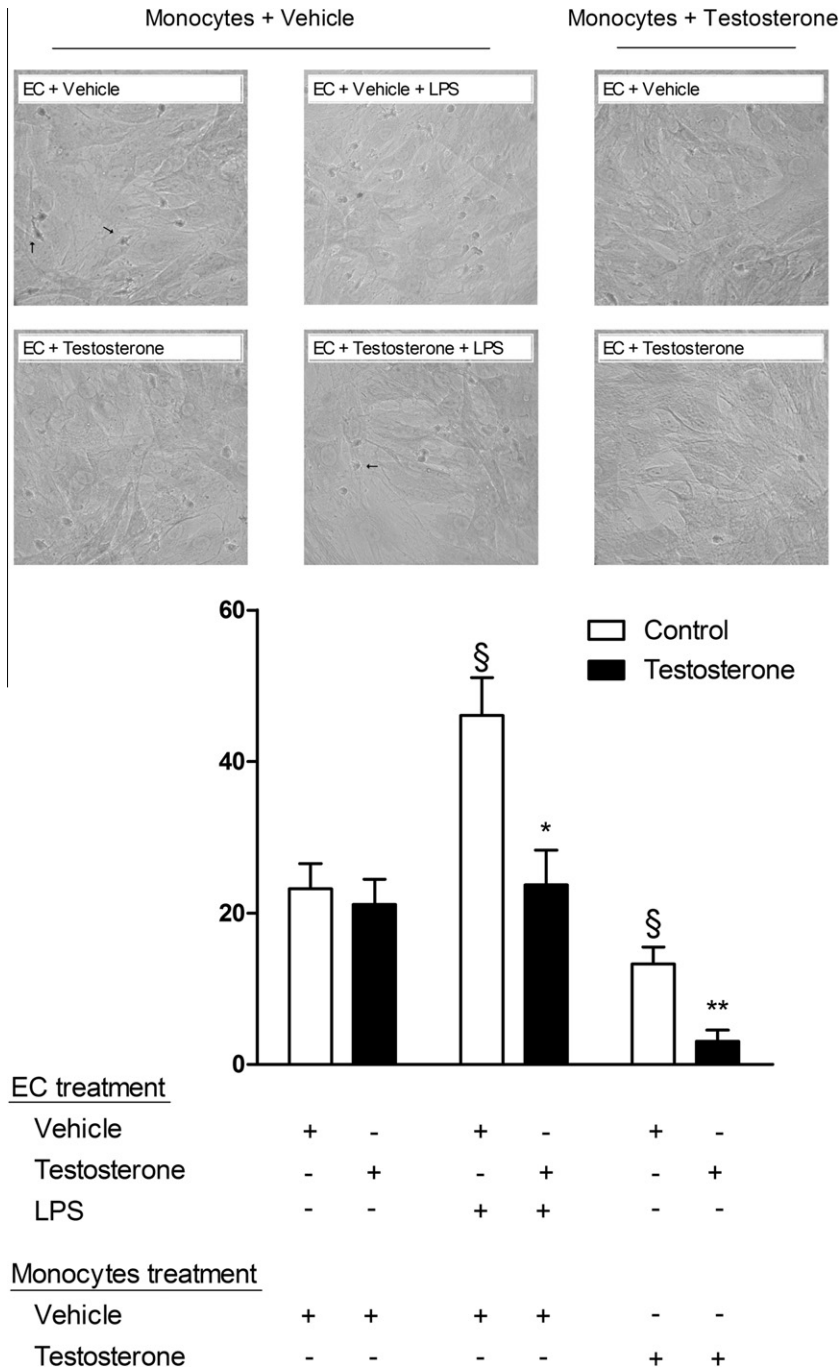 Monocytes + Vehicle Monocytes + Testosterone
EC + Vehicle EC + Vehicle + LPS EC + Vehicle
EC + Testosterone EC + Testosterone + LPS EC + Testosterone
60
§ Control
Testosterone
40
*
20
§
**
0
EC treatment
Vehicle + - + - + -
Testosterone - + - + - +
LPS - - + + - -
Monocytes treatment
Vehicle + + + + - -
Testosterone - - - - + +